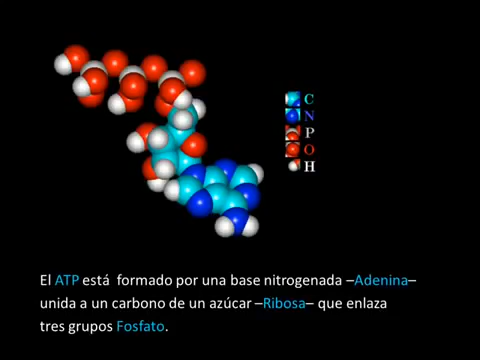 C
N
P
O
H
El ATP está formado por una base nitrogenada –Adenina–
unida a un carbono de un azúcar –Ribosa– que enlaza
tres grupos Fosfato.